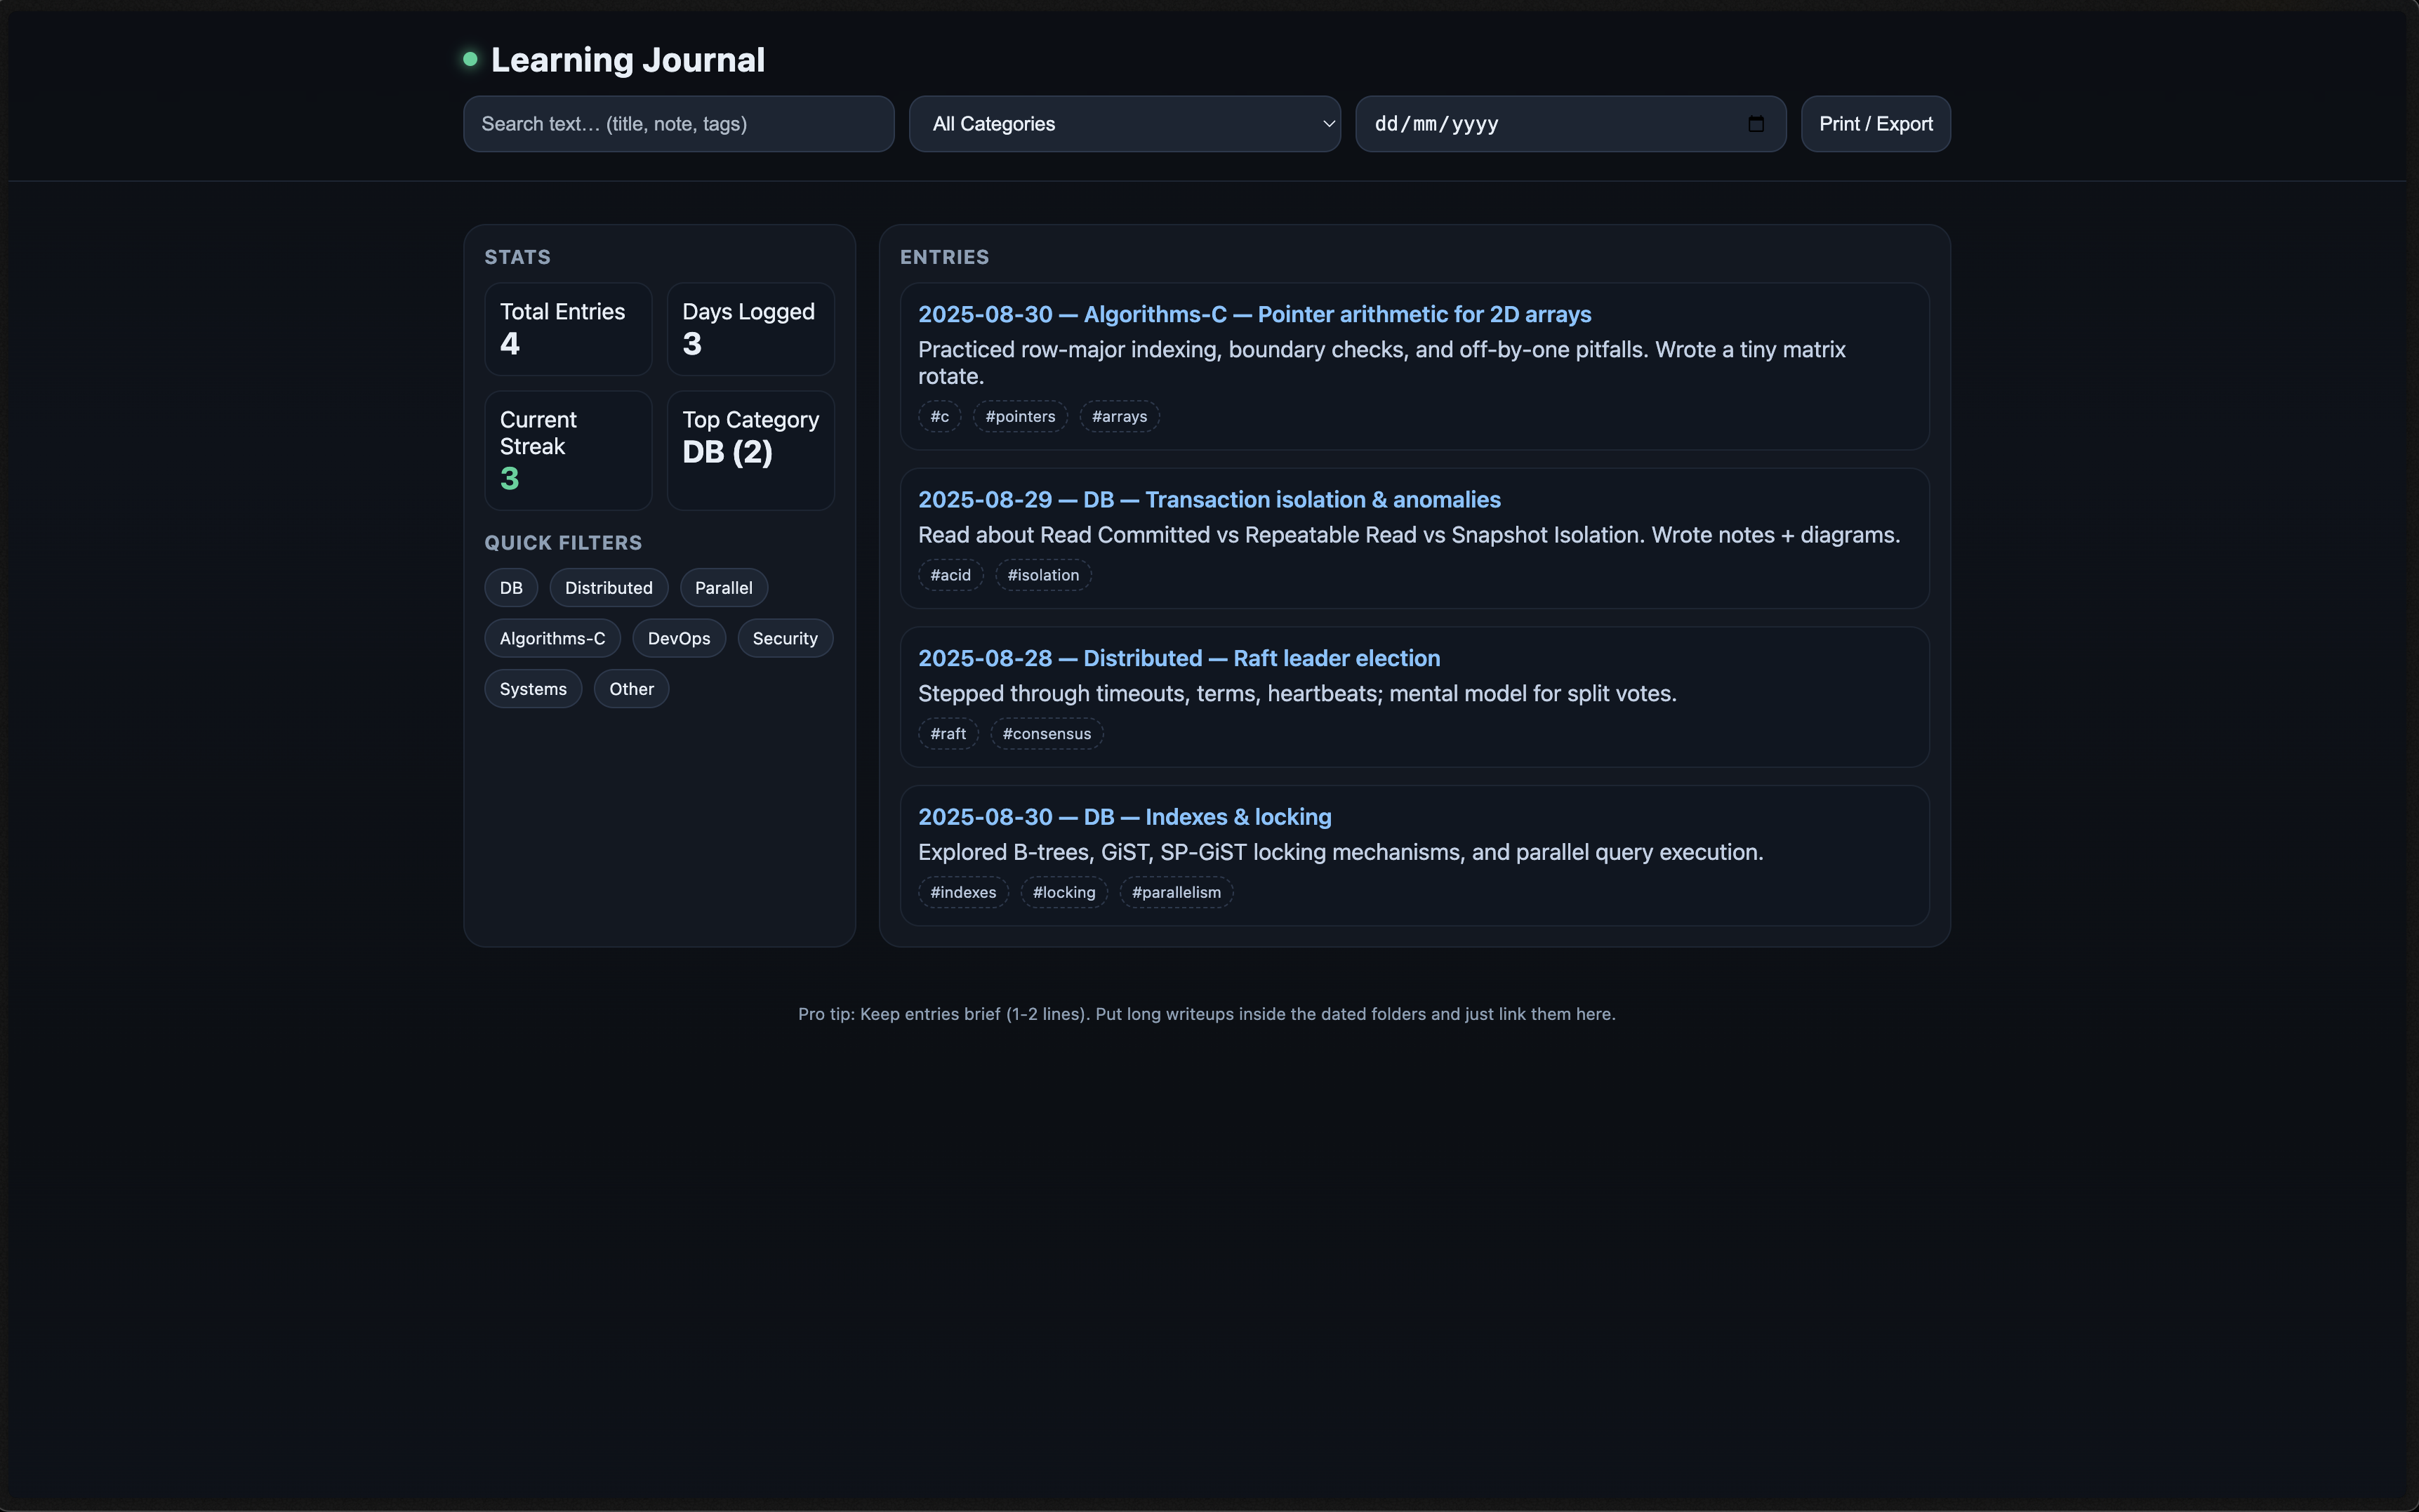 Learning Journal
Search text... (title, note, tags)
All Categories
dd/mm/yyyy
Print / Export
STATS
Total Entries
4
Days Logged
3
Current
Streak
3
Top Category
DB (2)
QUICK FILTERS
DB
Distributed
Parallel
Algorithms-C
DevOps
Security
Systems
Other
ENTRIES
2025-08-30 — Algorithms-C — Pointer arithmetic for 2D arrays
Practiced row-major indexing, boundary checks, and off-by-one pitfalls. Wrote a tiny matrix
rotate.
#c #pointers #arrays
2025-08-29 — DB — Transaction isolation & anomalies
Read about Read Committed vs Repeatable Read vs Snapshot Isolation. Wrote notes + diagrams.
#acid #isolation
2025-08-28 — Distributed — Raft leader election
Stepped through timeouts, terms, heartbeats; mental model for split votes.
#raft #consensus
2025-08-30 — DB — Indexes & locking
Explored B-trees, GiST, SP-GiST locking mechanisms, and parallel query execution.
#indexes #locking #parallelism
Pro tip: Keep entries brief (1-2 lines). Put long writeups inside the dated folders and just link them here.